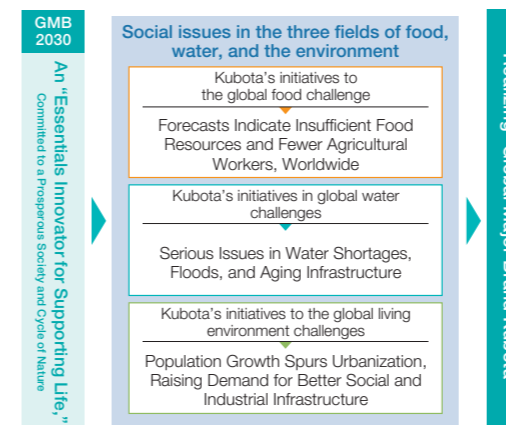 GMB
2030
An “Essentials Innovator for Supporting Life,”
Committed to a Prosperous Society and Cycle of Nature
Social issues in the three fields of food,
water, and the environment
Kubota’s initiatives to
the global food challenge
Forecasts Indicate Insufficient Food
Resources and Fewer Agricultural
Workers, Worldwide
Kubota’s initiatives in global water
challenges
Serious Issues in Water Shortages,
Floods, and Aging Infrastructure
Kubota’s initiatives to the global living
environment challenges
Population Growth Spurs Urbanization,
Raising Demand for Better Social and
Industrial Infrastructure